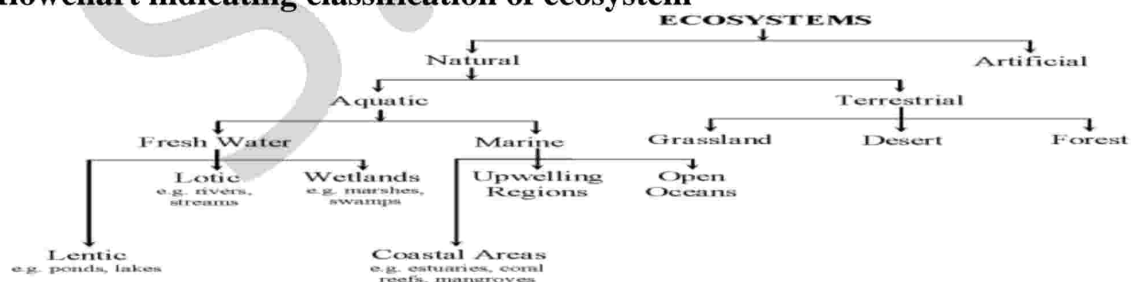 flowchart indicating classification of ecosystem
ECOSYSTEMS
Natural
Artificial
Aquatic
Terrestrial
Fresh Water
Marine
Grassland
Desert
Forest
Lotic
e.g. rivers,
streams
Wetlands
e.g. marshes,
swamps
Upwelling
Regions
Open
Oceans
Lentic
e.g. ponds, lakes
Coastal Areas
e.g. estuaries, coral
reefs, mangroves